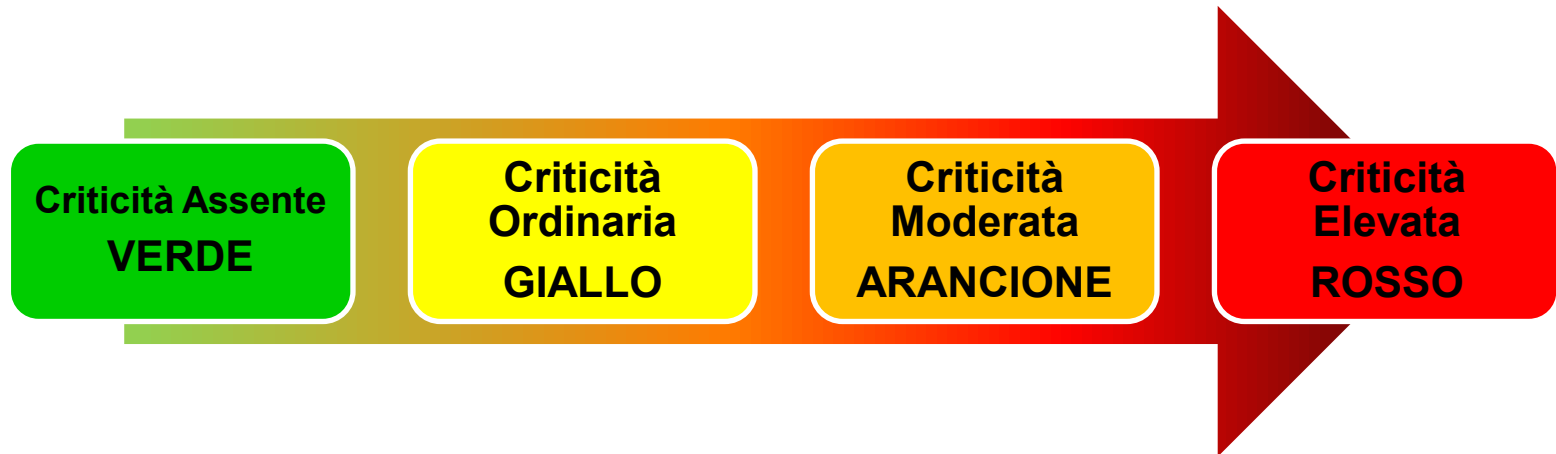 Criticità Assente
VERDE
Criticità
Ordinaria
GIALLO
Criticità
Moderata
ARANCIONE
Criticità
Elevata
ROSSO